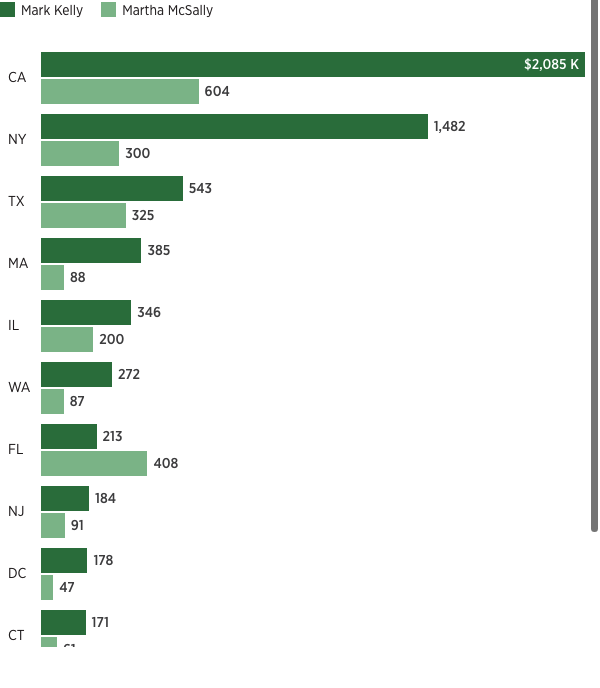 Mark Kelly Martha McSally
CA $2,085 K
604
NY 1,482
300
TX 543
325
MA 385
88
IL 346
200
WA 272
87
FL 213
408
NJ 184
91
DC 178
47
CT 171